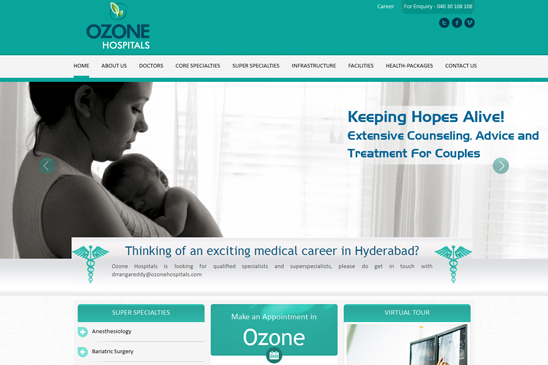 Career
For Enquiry - 040 30 108 108
OZONE
HOSPITALS
HOME ABOUT US DOCTORS CORE SPECIALTIES SUPER SPECIALTIES INFRASTRUCTURE FACILITIES HEALTH-PACKAGES CONTACT US
Keeping Hopes Alive!
Extensive Counseling, Advice and
Treatment For Couples
Thinking of an exciting medical career in Hyderabad?
Ozone Hospitals is looking for qualified specialists and superspecialists, please do get in touch with
drrangareddy@ozonehospitals.com
SUPER SPECIALTIES
Anesthesiology
Bariatric Surgery
Make an Appointment in
Ozone
VIRTUAL TOUR